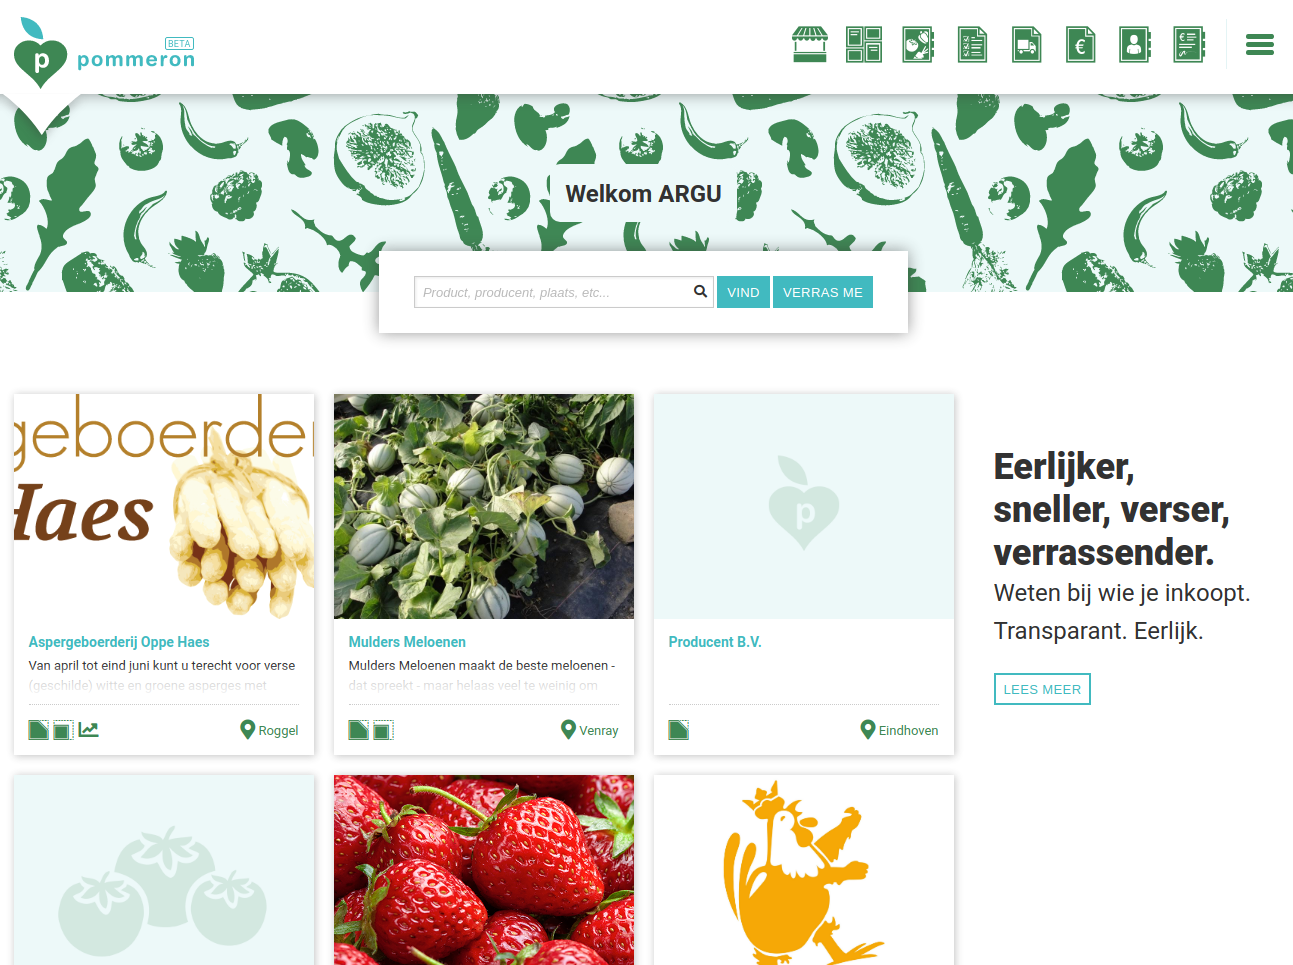 BETA
pommeron
Welkom ARGU
Product, producent, plaats, etc...
VIND
VERRAS ME
geboerder
Haes
Aspergeboerderij Oppe Haes
Van april tot eind juni kunt u terecht voor verse
(geschilde) witte en groene asperges met
Roggel
Mulders Meloenen
Mulders Meloenen maakt de beste meloenen -
dat spreekt - maar helaas veel te weinig om
Venray
p
Producent B.V.
Eindhoven
Eerlijker,
sneller, verser,
verrassender.
Weten bij wie je inkoopt.
Transparant. Eerlijk.
LEES MEER